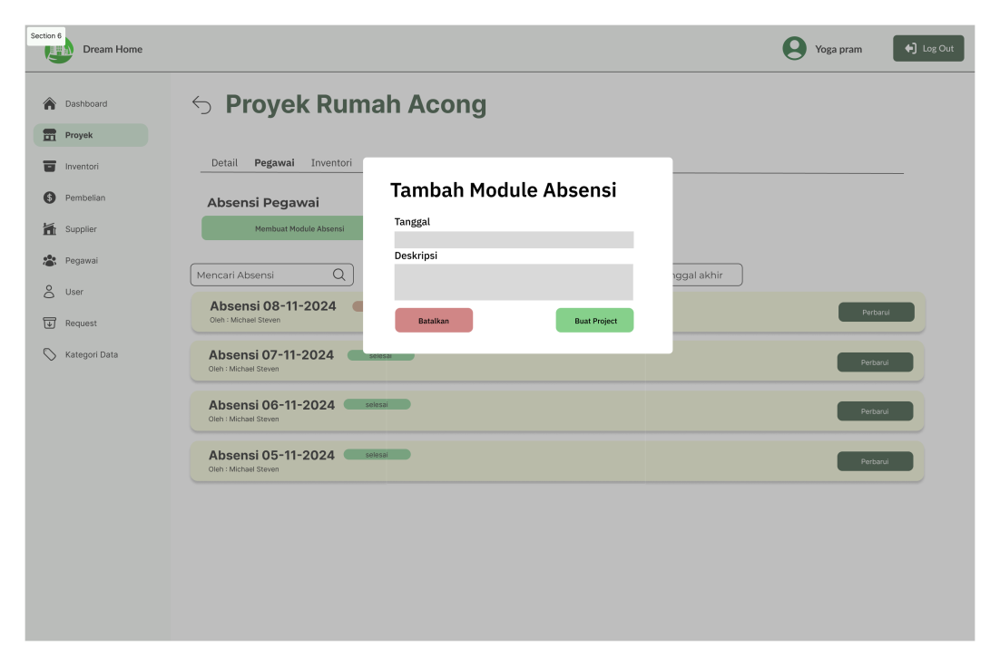 Section 6
Dream Home
Yoga pram
Log Out
Dashboard
Proyek
Inventori
Pembelian
Supplier
Pegawai
User
Request
Kategori Data
Proyek Rumah Acong
Detail Pegawai Inventori
Absensi Pegawai
Membuat Module Absensi
Mencari Absensi
akhir
Tambah Module Absensi
Tanggal
Deskripsi
Batalkan
Buat Project
Absensi 08-11-2024
Oleh : Michael Steven
Perbarui
Absensi 07-11-2024
selesai
Oleh : Michael Steven
Perbarui
Absensi 06-11-2024
selesai
Oleh : Michael Steven
Perbarui
Absensi 05-11-2024
selesai
Oleh : Michael Steven
Perbarui